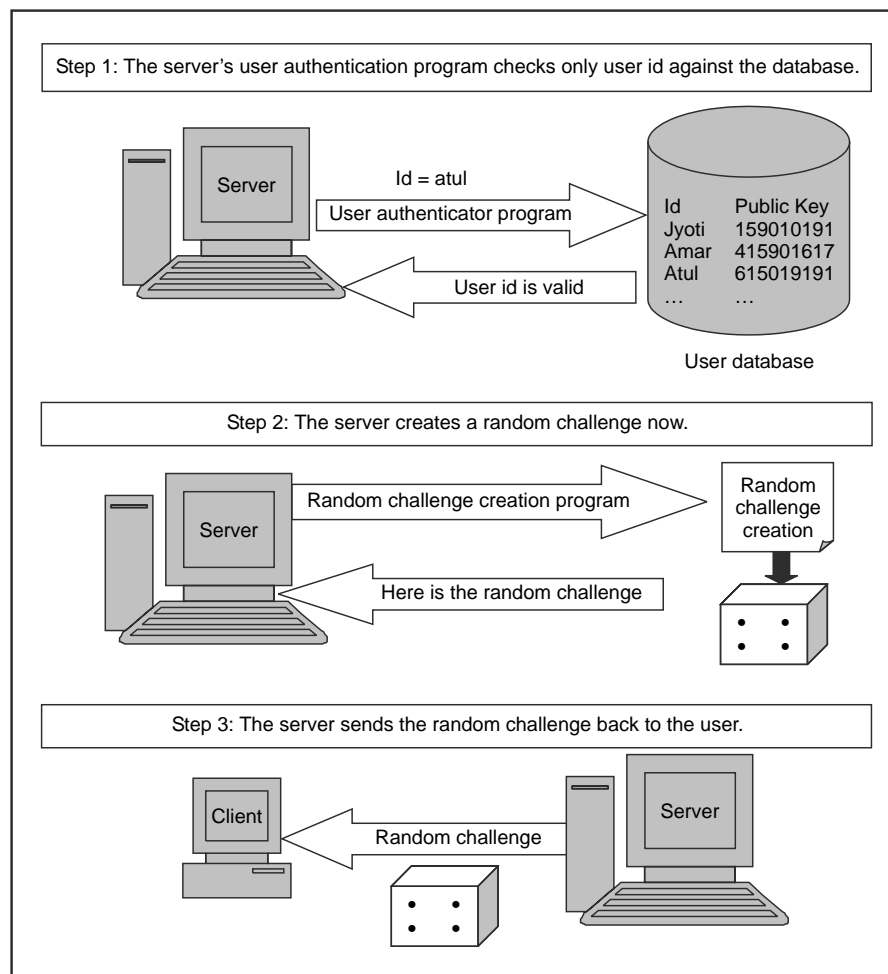 Step 1: The server’s user authentication program checks only user id against the database.
Server
Id = atul
User authenticator program
User id is valid
Id Public Key
Jyoti 159010191
Amar 415901617
Atul 615019191
… …
User database
Step 2: The server creates a random challenge now.
Server
Random challenge creation program
Here is the random challenge
Random
challenge
creation
Step 3: The server sends the random challenge back to the user.
Client
Random challenge
Server